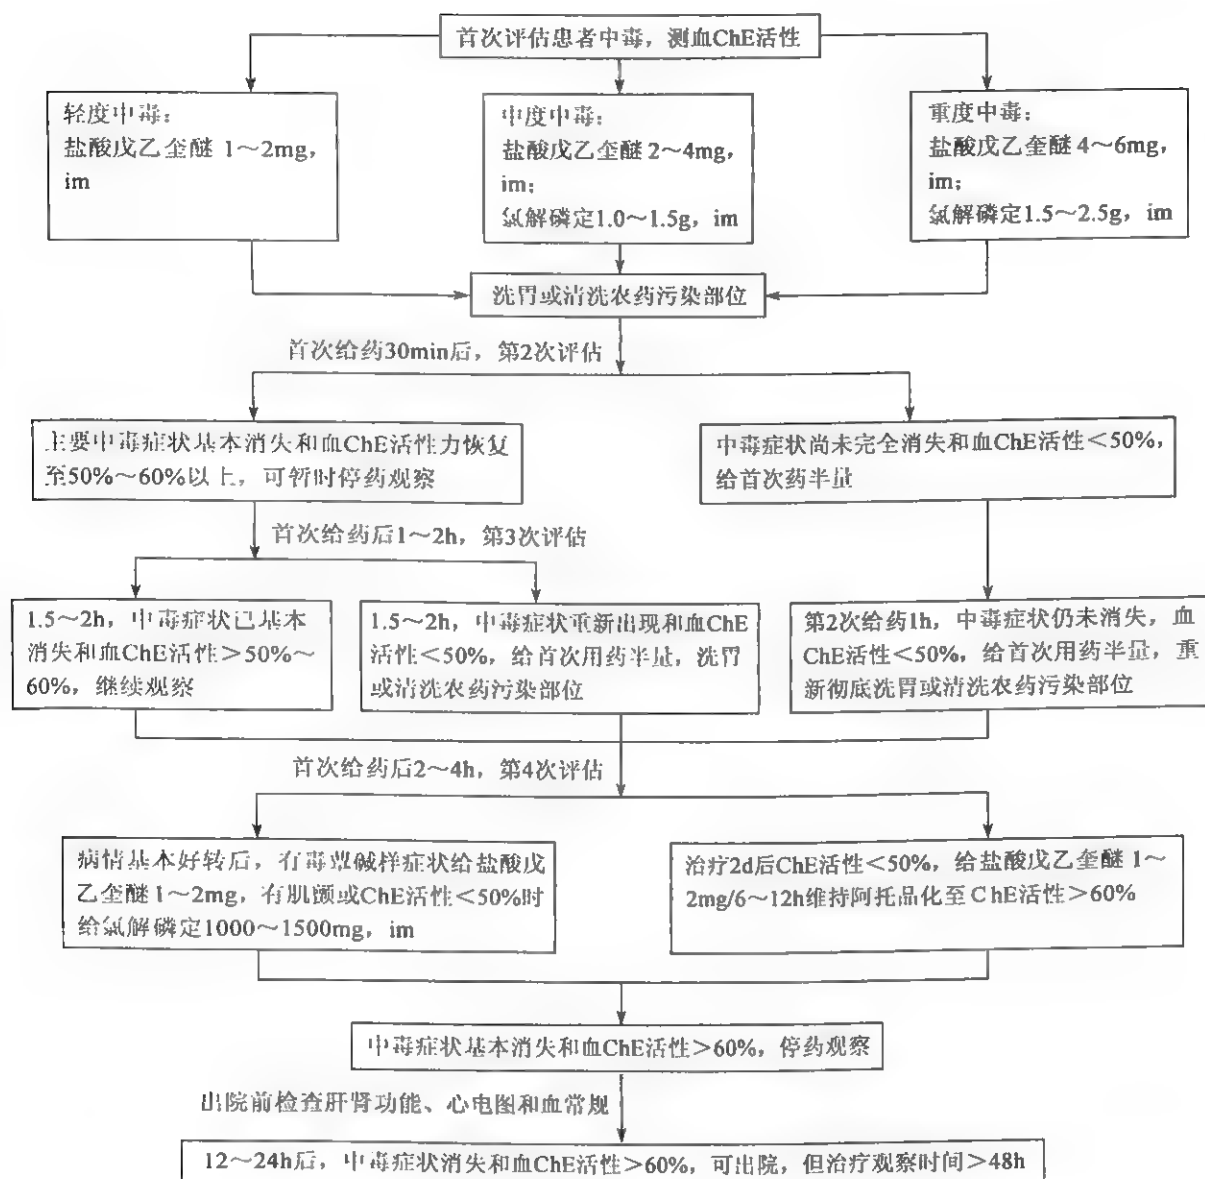 首次评估患者中毒，测血ChE活性
轻度中毒：
盐酸戊乙奎醚 1～2mg，
im
中度中毒：
盐酸戊乙奎醚 2～4mg，
im；
氯解磷定1.0～1.5g，im
重度中毒：
盐酸戊乙奎醚 4～6mg，
im；
氯解磷定1.5～2.5g，im
洗胃或清洗农药污染部位
首次给药30min后，第2次评估
主要中毒症状基本消失和血ChE活性力恢复
至50%～60%以上，可暂时停药观察
中毒症状尚未完全消失和血ChE活性＜50%，
给首次药半量
首次给药后1～2h，第3次评估
1.5～2h，中毒症状已基本
消失和血ChE活性＞50%～
60%，继续观察
1.5～2h，中毒症状重新出现和血ChE
活性＜50%，给首次用药半量，洗胃
或清洗农药污染部位
第2次给药1h，中毒症状仍未消失，血
ChE活性＜50%，给首次用药半量，重
新彻底洗胃或清洗农药污染部位
首次给药后2～4h，第4次评估
病情基本好转后，有毒蕈碱样症状给盐酸戊
乙奎醚1～2mg，有肌颤或ChE活性＜50%时
给氯解磷定1000～1500mg，im
治疗2d后ChE活性＜50%，给盐酸戊乙奎醚 1～
2mg/6～12h维持阿托品化至ChE活性＞60%
中毒症状基本消失和血ChE活性＞60%，停药观察
出院前检查肝肾功能、心电图和血常规
12～24h后，中毒症状消失和血ChE活性＞60%，可出院，但治疗观察时间＞48h